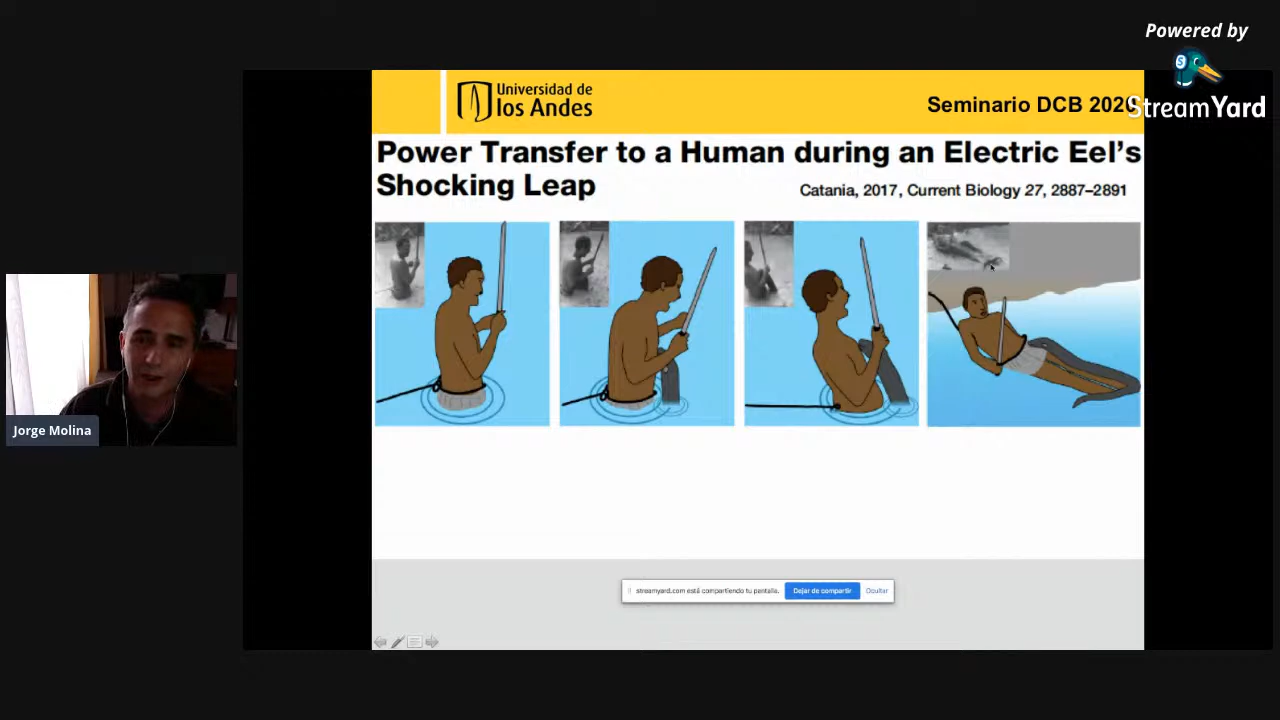 Powered by
StreamYard
Universidad de
los Andes
Seminario DCB 2020
Power Transfer to a Human during an Electric Eel's
Shocking Leap
Catania, 2017, Current Biology 27, 2887–2891
Jorge Molina
streamyard.com está compartiendo tu pantalla.
Dejar de compartir
Ocultar